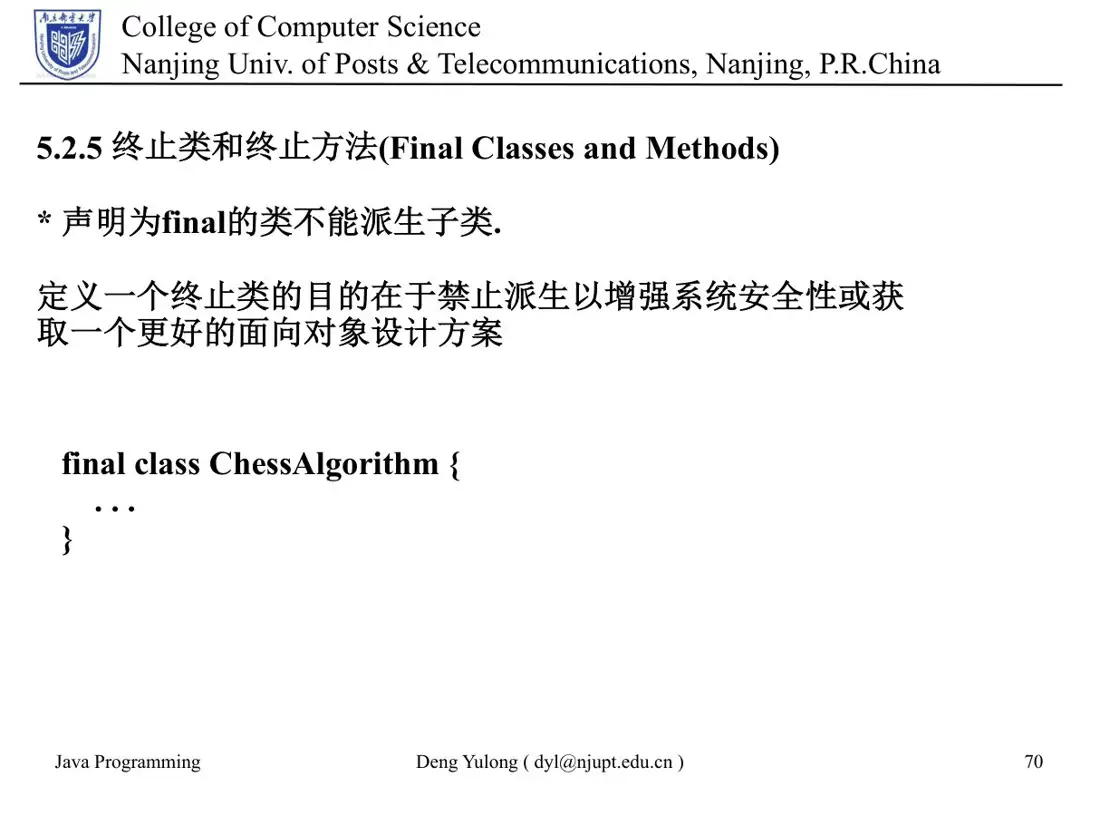 College of Computer Science
Nanjing Univ. of Posts & Telecommunications, Nanjing, P.R.China
5.2.5 终止类和终止方法(Final Classes and Methods)
* 声明为final的类不能派生子类.
定义一个终止类的目的在于禁止派生以增强系统安全性或获
取一个更好的面向对象设计方案
final class ChessAlgorithm {
. . .
}
Java Programming
Deng Yulong ( dyl@njupt.edu.cn )
70